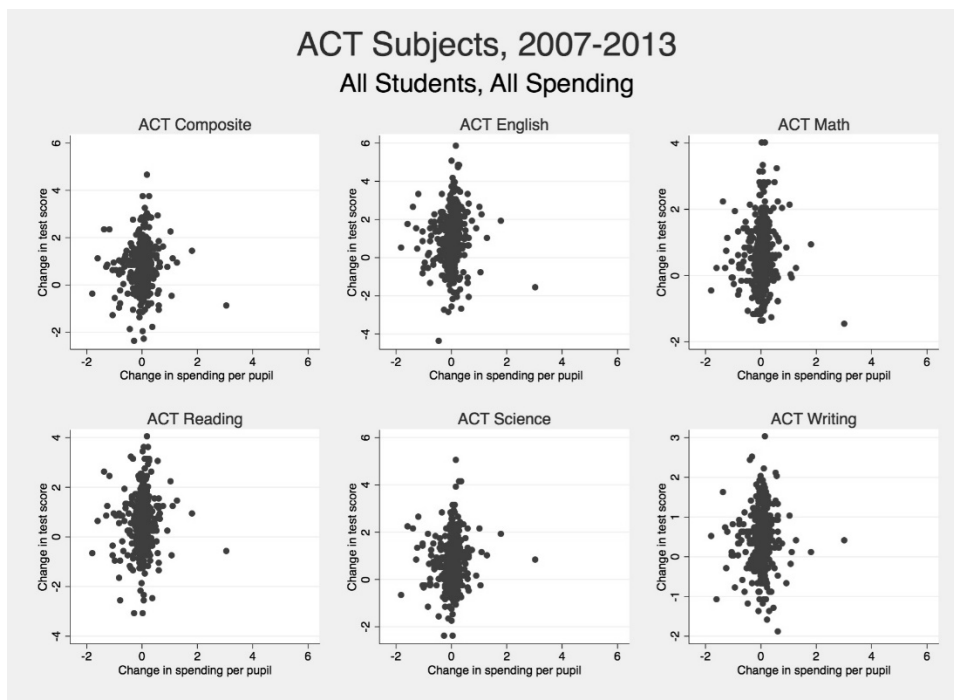 ACT Subjects, 2007-2013
All Students, All Spending
ACT Composite
Change in test score
6
4
2
0
-2
-2 0 2 4 6
Change in spending per pupil
ACT English
Change in test score
6
4
2
0
-2
-4
-2 0 2 4 6
Change in spending per pupil
ACT Math
Change in test score
4
2
0
-2
-2 0 2 4 6
Change in spending per pupil
ACT Reading
Change in test score
4
2
0
-2
-4
-2 0 2 4 6
Change in spending per pupil
ACT Science
Change in test score
6
4
2
0
-2
-2 0 2 4 6
Change in spending per pupil
ACT Writing
Change in test score
3
2
1
0
-1
-2
-2 0 2 4 6
Change in spending per pupil